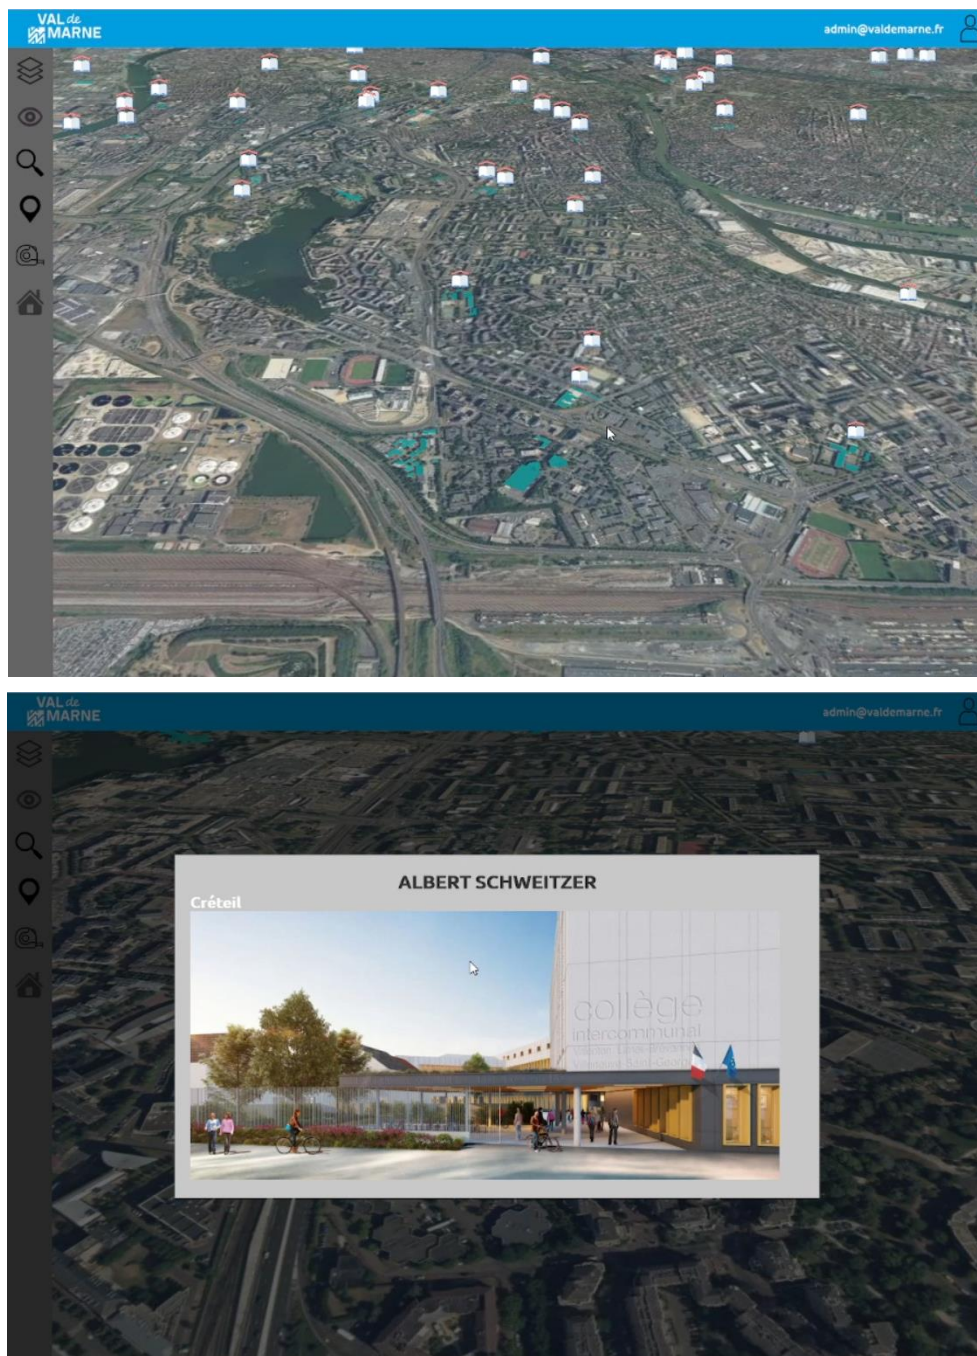 VAL de
MARNE
admin@valdemarne.fr
VAL de
MARNE
admin@valdemarne.fr
ALBERT SCHWEITZER
Créteil
collège
intercommunal